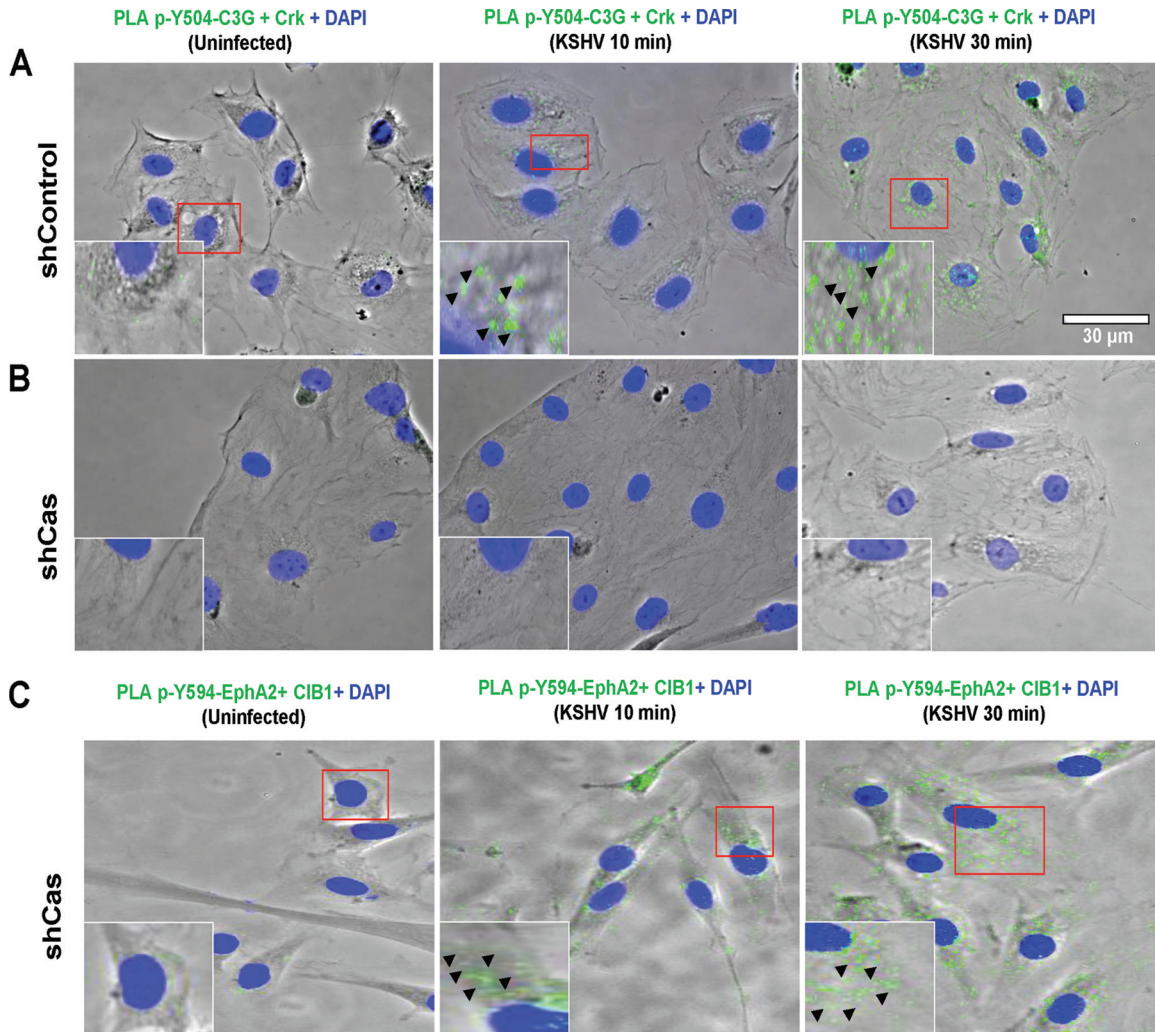 PLA p-Y504-C3G + Crk + DAPI
(Uninfected)
PLA p-Y504-C3G + Crk + DAPI
(KSHV 10 min)
PLA p-Y504-C3G + Crk + DAPI
(KSHV 30 min)
A
shControl
30 µm
B
shCas
C
PLA p-Y594-EphA2+ CIB1+ DAPI
(Uninfected)
PLA p-Y594-EphA2+ CIB1+ DAPI
(KSHV 10 min)
PLA p-Y594-EphA2+ CIB1+ DAPI
(KSHV 30 min)
shCas